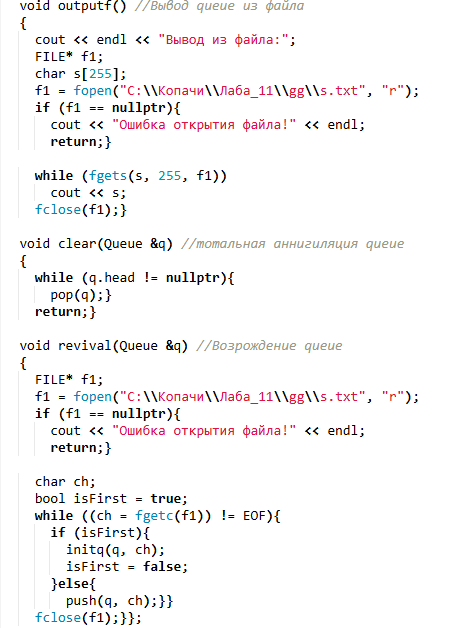 void outputf() //Вывод queue из файла
{
  cout << endl << "Вывод из файла:";
  FILE* f1;
  char s[255];
  f1 = fopen("C:\\Копачи\\Лаба_11\\gg\\s.txt", "r");
  if (f1 == nullptr){
    cout << "Ошибка открытия файла!" << endl;
    return;}

  while (fgets(s, 255, f1))
    cout << s;
  fclose(f1);}

void clear(Queue &q) //тотальная аннигиляция queue
{
  while (q.head != nullptr){
    pop(q);}
  return;}

void revival(Queue &q) //Возрождение queue
{
  FILE* f1;
  f1 = fopen("C:\\Копачи\\Лаба_11\\gg\\s.txt", "r");
  if (f1 == nullptr){
    cout << "Ошибка открытия файла!" << endl;
    return;}

  char ch;
  bool isFirst = true;
  while ((ch = fgetc(f1)) != EOF){
    if (isFirst){
      initq(q, ch);
      isFirst = false;
    }else{
      push(q, ch);}}
  fclose(f1);}};